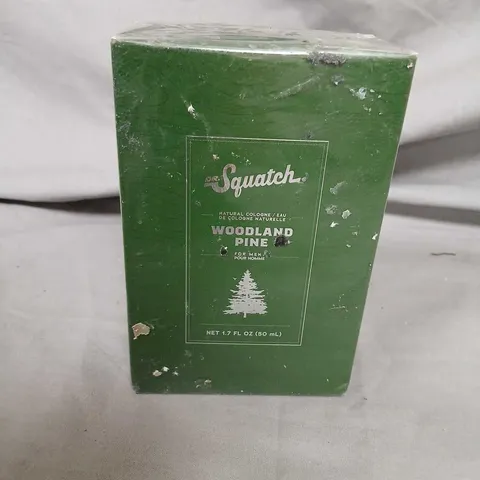 DR. Squatch
NATURAL COLOGNE / EAU
DE COLOGNE NATURELLE
WOODLAND
PINE
FOR MEN
POUR HOMME
NET 1.7 FL OZ (50 mL)